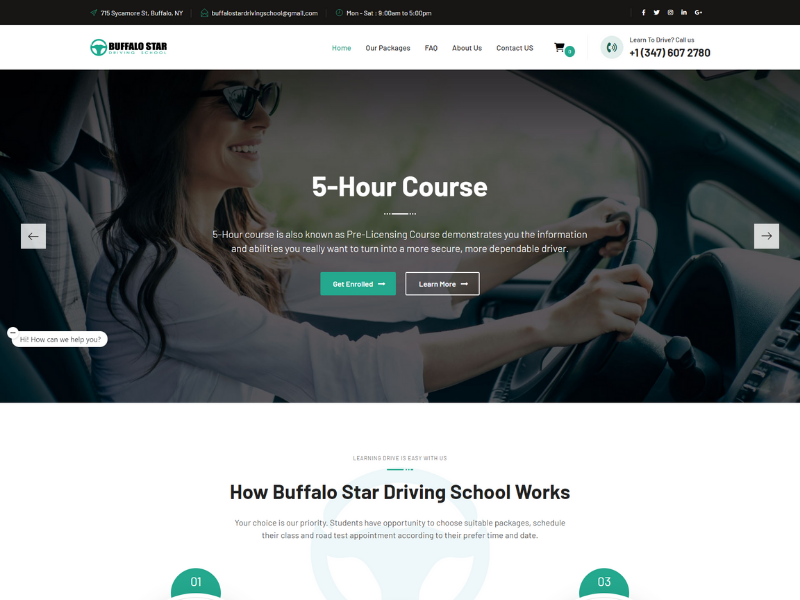 715 Sycamore St, Buffalo, NY
buffalostardrivingschool@gmail.com
Mon - Sat : 9:00am to 5:00pm
BUFFALO STAR
DRIVING SCHOOL
Home
Our Packages
FAQ
About Us
Contact US
0
Learn To Drive? Call us
+1 (347) 607 2780
5-Hour Course
5-Hour course is also known as Pre-Licensing Course demonstrates you the information
and abilities you really want to turn into a more secure, more dependable driver.
Get Enrolled
Learn More
Hi! How can we help you?
LEARNING DRIVE IS EASY WITH US
How Buffalo Star Driving School Works
Your choice is our priority. Students have opportunity to choose suitable packages, schedule
their class and road test appointment according to their prefer time and date.
01
03